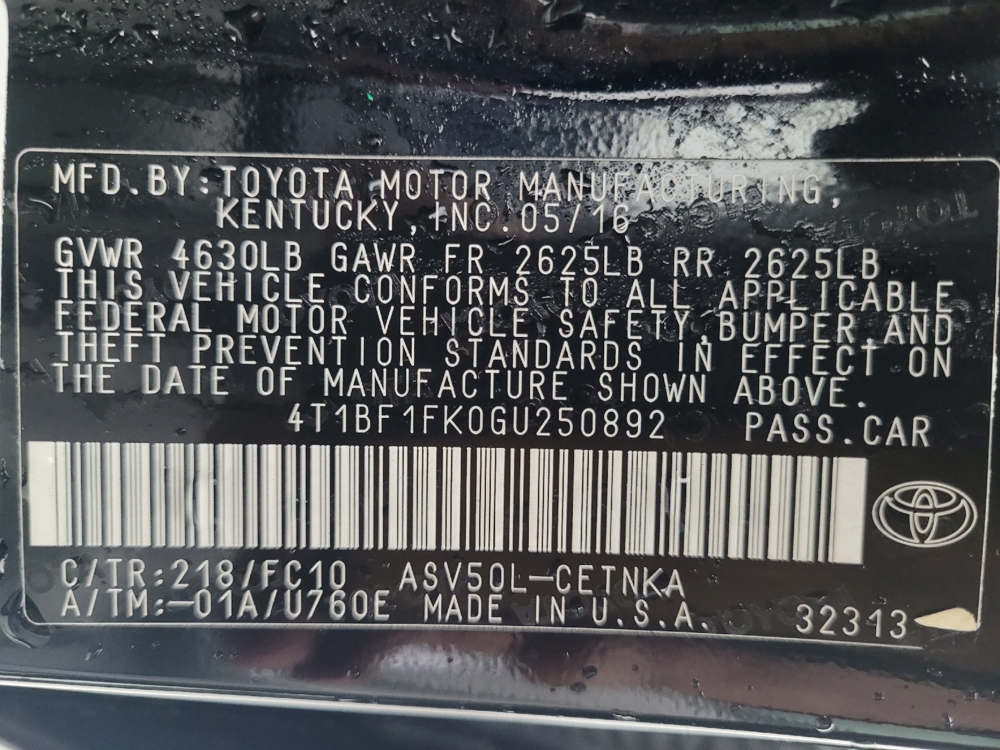 MFD.BY:TOYOTA MOTOR MANUFACTURING,
KENTUCKY,INC.05/16
GVWR 4630LB GAWR FR 2625LB RR 2625LB
THIS VEHICLE CONFORMS TO ALL APPLICABLE
FEDERAL MOTOR VEHICLE SAFETY,BUMPER,AND
THEFT PREVENTION STANDARDS IN EFFECT ON
THE DATE OF MANUFACTURE SHOWN ABOVE.
4T1BF1FK0GU250892 PASS.CAR
C/TR:218/FC10 ASV50L-CETNKA
A/TM:-01A/U760E MADE IN U.S.A. 32313